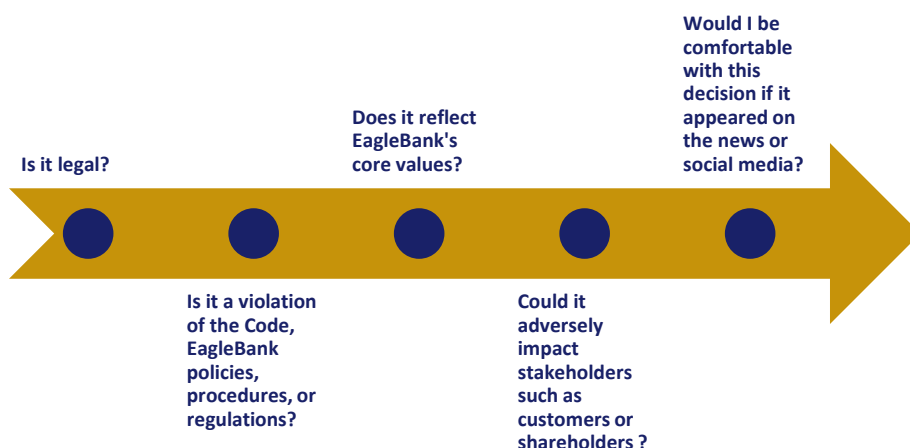 Is it legal?
Is it a violation
of the Code,
EagleBank
policies,
procedures, or
regulations?
Does it reflect
EagleBank's
core values?
Could it
adversely
impact
stakeholders
such as
customers or
shareholders ?
Would I be
comfortable
with this
decision if it
appeared on
the news or
social media?